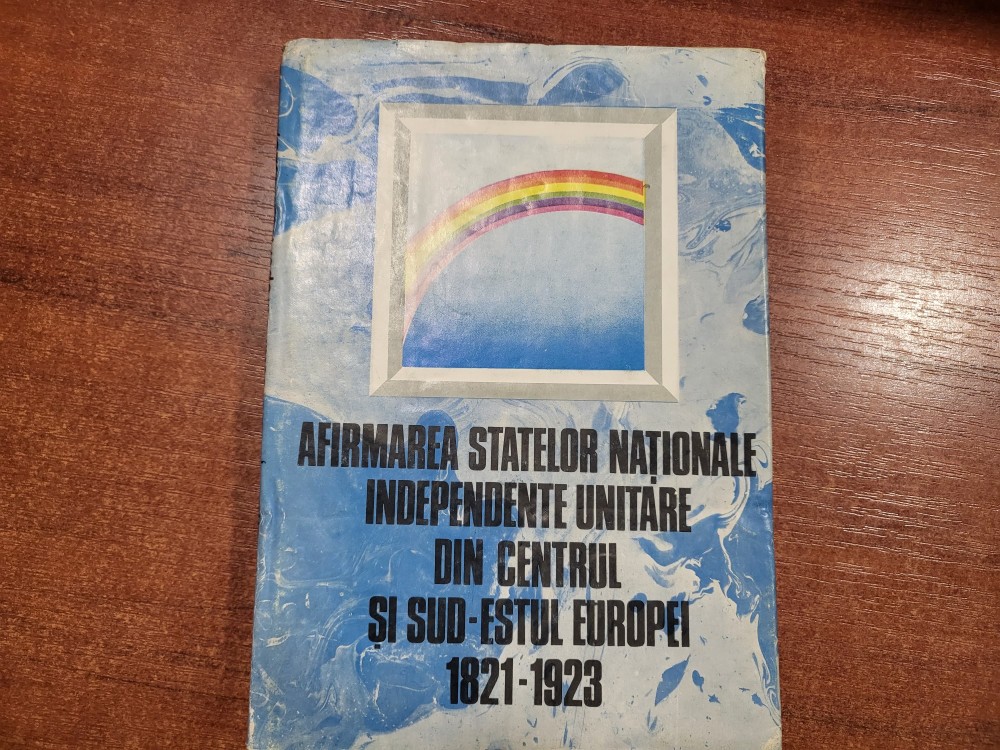 AFIRMAREA STATELOR NAȚIONALE
INDEPENDENTE UNITARE
DIN CENTRUL
ȘI SUD-ESTUL EUROPEI
1821-1923